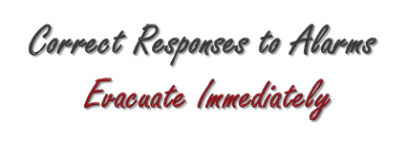 Correct Responses to Alarms
Evacuate Immediately